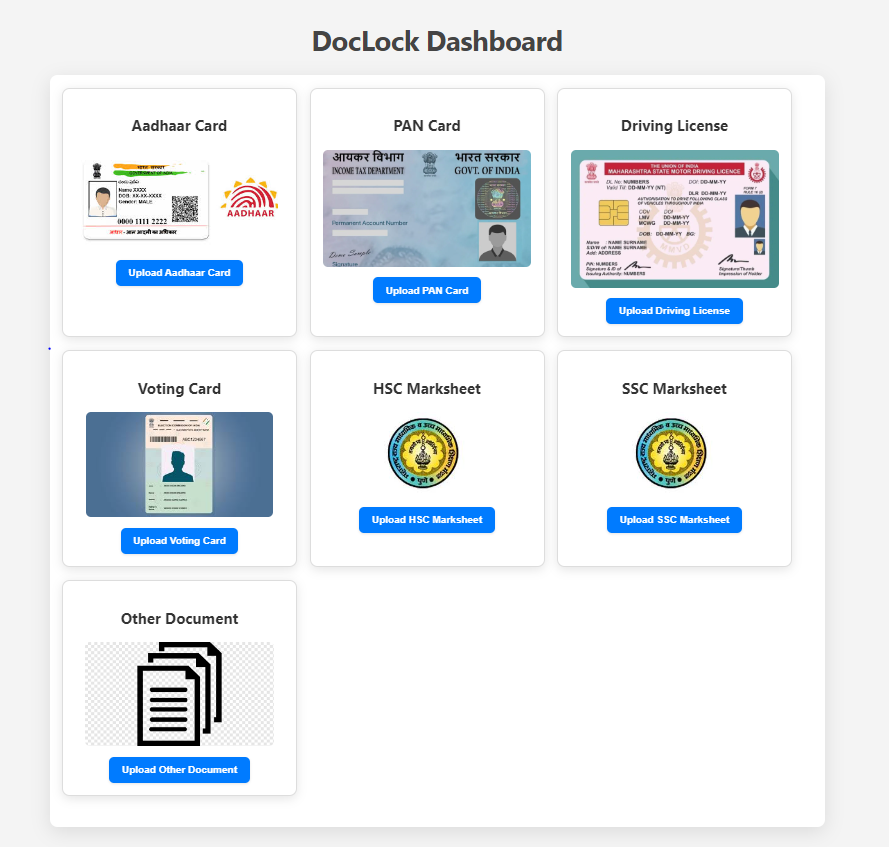 DocLock Dashboard
Aadhaar Card
GOVERNMENT OF INDIA
Name XXXX
DOB: XX-XX-XXXX
Gender: MALE
0000 1111 2222
आधार - आम आदमी का अधिकार
AADHAAR
Upload Aadhaar Card
PAN Card
आयकर विभाग
भारत सरकार
INCOME TAX DEPARTMENT
GOVT. OF INDIA
Permanent Account Number
Signature
Upload PAN Card
Driving License
THE UNION OF INDIA
MAHARASHTRA STATE MOTOR DRIVING LICENCE
DL No: NUMBERS
DOI: DD-MM-YY
Valid Till: DD-MM-YY (NT)
DLR DD-MM-YY
FORM 7
RULE 16 (2)
AUTHORISATION TO DRIVE FOLLOWING CLASS
OF VEHICLES THROUGHOUT INDIA
COV DOI
LMV DD-MM-YY
MCWG DD-MM-YY
DOB: DD-MM-YY BG:
Name : NAME SURNAME
S/D/W of: NAME SURNAME
Add: ADDRESS
PIN: NUMBERS
Signature & ID of
Issuing Authority: NUMBERS
Signature/Thumb
Impression of Holder
Upload Driving License
Voting Card
ELECTION COMMISSION OF INDIA
ABC1234567
Upload Voting Card
HSC Marksheet
Upload HSC Marksheet
SSC Marksheet
Upload SSC Marksheet
Other Document
Upload Other Document